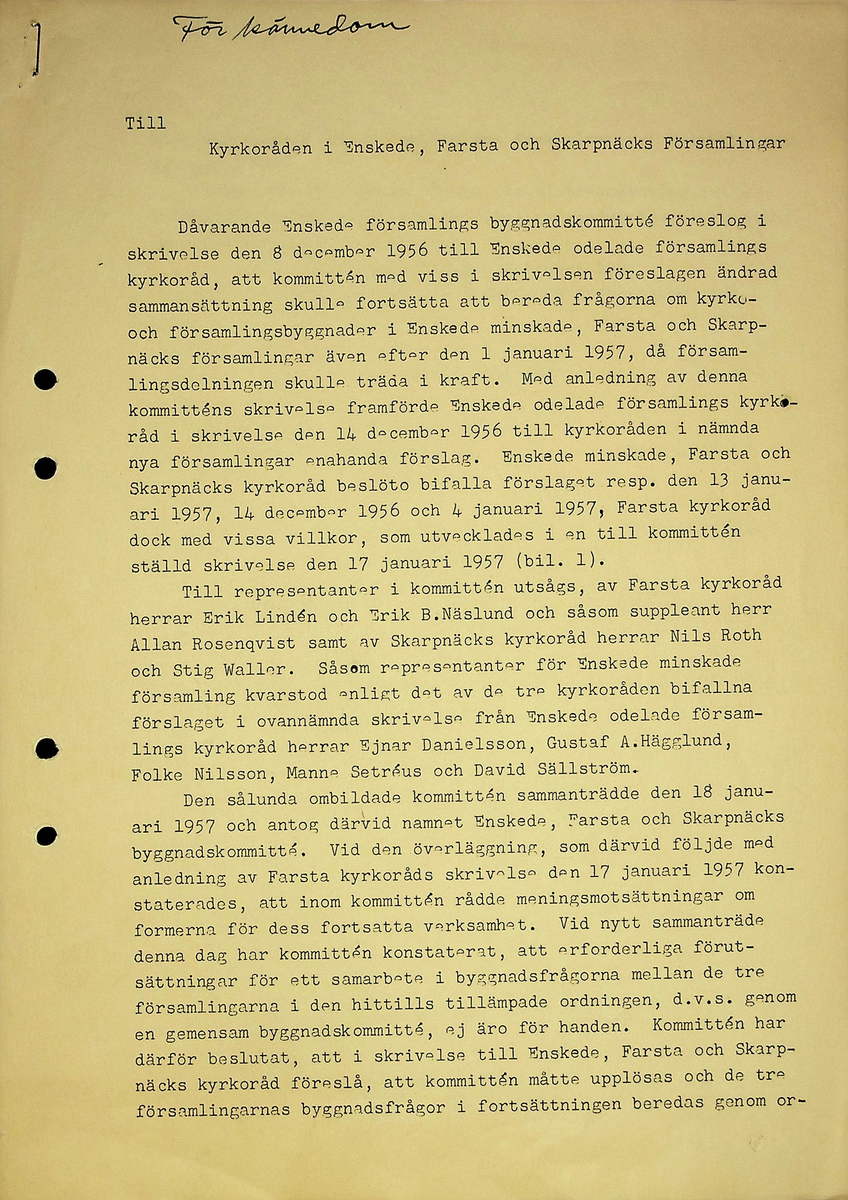 För kännedom
Till
Kyrkoråden i Enskede, Farsta och Skarpnäcks Församlingar
Dåvarande Enskede församlings byggnadskommitté föreslog i
skrivelse den 8 december 1956 till Enskede odelade församlings
kyrkoråd, att kommittén med viss i skrivelsen föreslagen ändrad
sammansättning skulle fortsätta att bereda frågorna om kyrko-
och församlingsbyggnader i Enskede minskade, Farsta och Skarp-
näcks församlingar även efter den 1 januari 1957, då försam-
lingsdelningen skulle träda i kraft. Med anledning av denna
kommitténs skrivelse framförde Enskede odelade församlings kyrko-
råd i skrivelse den 14 december 1956 till kyrkoråden i nämnda
nya församlingar enahanda förslag. Enskede minskade, Farsta och
Skarpnäcks kyrkoråd beslöto bifalla förslaget resp. den 13 janu-
ari 1957, 14 december 1956 och 4 januari 1957, Farsta kyrkoråd
dock med vissa villkor, som utvecklades i en till kommittén
ställd skrivelse den 17 januari 1957 (bil. 1).
Till representanter i kommittén utsågs, av Farsta kyrkoråd
herrar Erik Lindén och Erik B.Näslund och såsom suppleant herr
Allan Rosenqvist samt av Skarpnäcks kyrkoråd herrar Nils Roth
och Stig Waller. Såsom representanter för Enskede minskade
församling kvarstod enligt det av de tre kyrkoråden bifallna
förslaget i ovannämnda skrivelse från Enskede odelade försam-
lings kyrkoråd herrar Ejnar Danielsson, Gustaf A.Hägglund,
Folke Nilsson, Manne Setréus och David Sällström.
Den sålunda ombildade kommittén sammanträdde den 18 janu-
ari 1957 och antog därvid namnet Enskede, Farsta och Skarpnäcks
byggnadskommitté. Vid den överläggning, som därvid följde med
anledning av Farsta kyrkoråds skrivelse den 17 januari 1957 kon-
staterades, att inom kommittén rådde meningsmotsättningar om
formerna för dess fortsatta verksamhet. Vid nytt sammanträde
denna dag har kommittén konstaterat, att erforderliga förut-
sättningar för ett samarbete i byggnadsfrågorna mellan de tre
församlingarna i den hittills tillämpade ordningen, d.v.s. genom
en gemensam byggnadskommitté, ej äro för handen. Kommittén har
därför beslutat, att i skrivelse till Enskede, Farsta och Skarp-
näcks kyrkoråd föreslå, att kommittén måtte upplösas och de tre
församlingarnas byggnadsfrågor i fortsättningen beredas genom or-